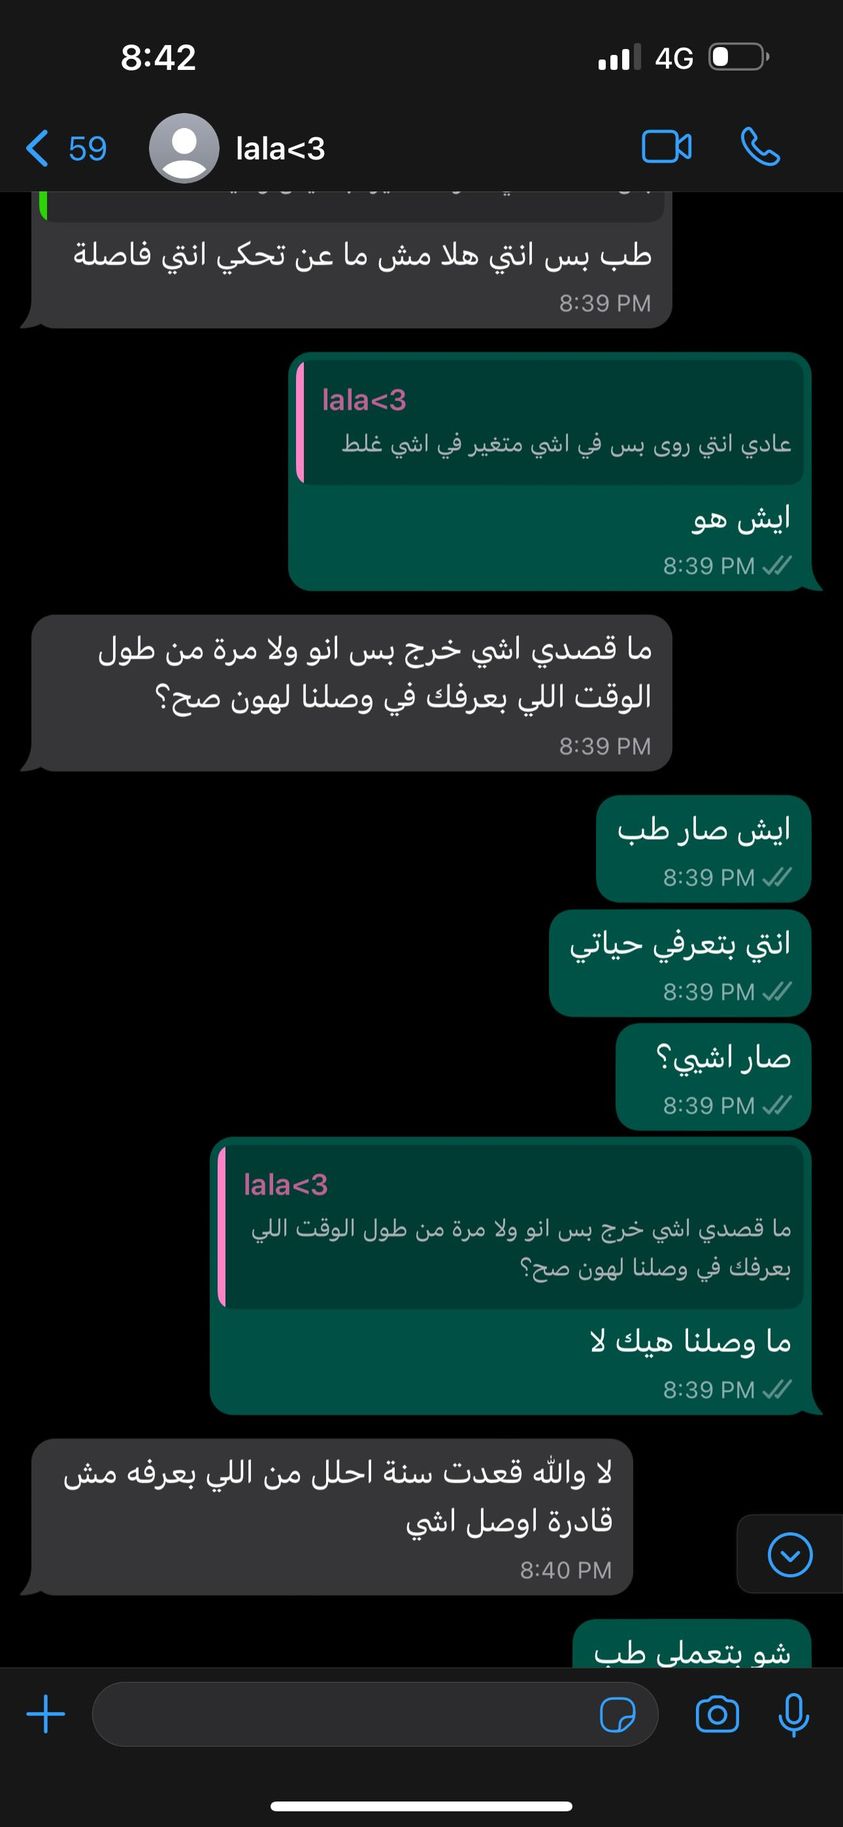 8:42
4G
59
lala<3
طب بس انتي هلا مش ما عن تحكي انتي فاصلة
8:39 PM
lala<3
عادي انتي روى بس في اشي متغير في اشي غلط
ايش هو
8:39 PM
ما قصدي اشي خرج بس انو ولا مرة من طول
الوقت اللي بعرفك في وصلنا لهون صح؟
8:39 PM
ايش صار طب
8:39 PM
انتي بتعرفي حياتي
8:39 PM
صار اشيي؟
8:39 PM
lala<3
ما قصدي اشي خرج بس انو ولا مرة من طول الوقت اللي
بعرفك في وصلنا لهون صح؟
ما وصلنا هيك لا
8:39 PM
لا والله قعدت سنة احلل من اللي بعرفه مش
قادرة اوصل اشي
8:40 PM
شو بتعملي طب